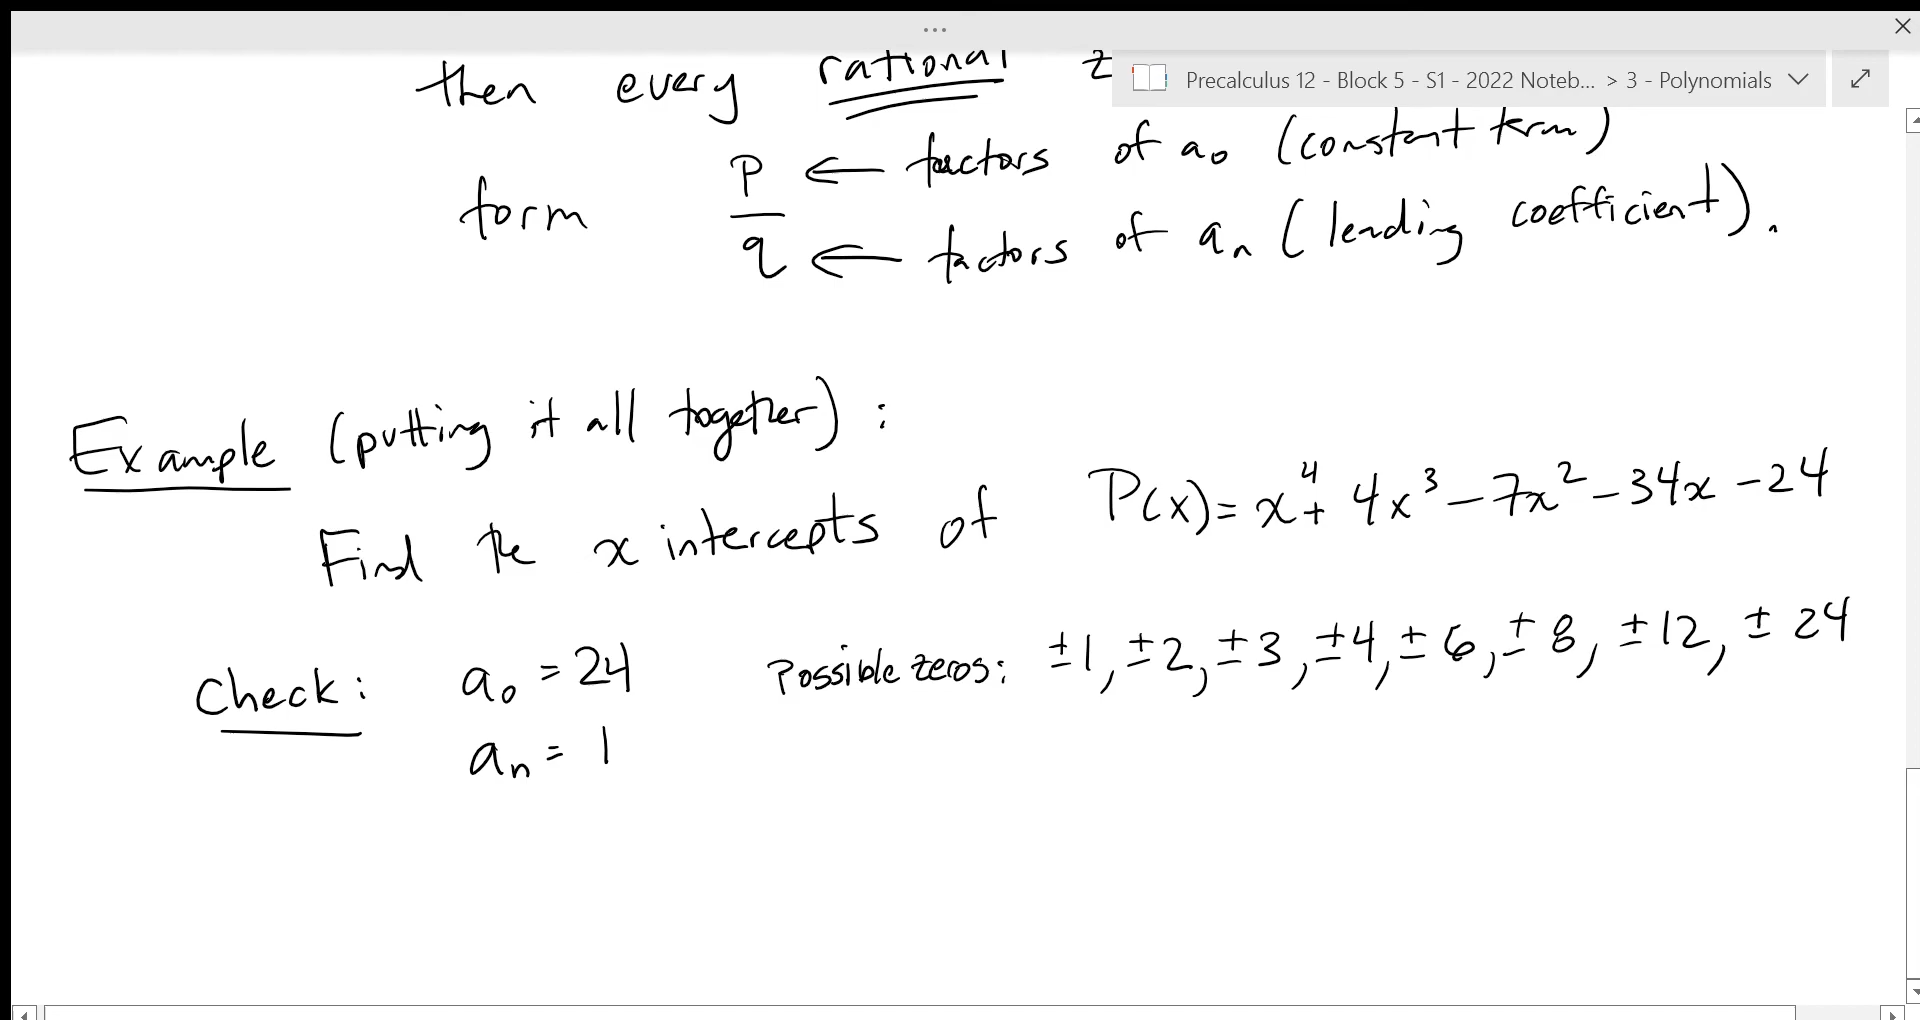 ...
then every rational z
Precalculus 12 - Block 5 - S1 - 2022 Noteb... > 3 - Polynomials
form p ← factors of a₀ (constant term)
q ← factors of aₙ (leading coefficient).
Example (putting it all together) :
Find the x intercepts of P(x) = x⁴ + 4x³ - 7x² - 34x - 24
Check : a₀ = 24 Possible zeros : ±1, ±2, ±3, ±4, ±6, ±8, ±12, ±24
aₙ = 1